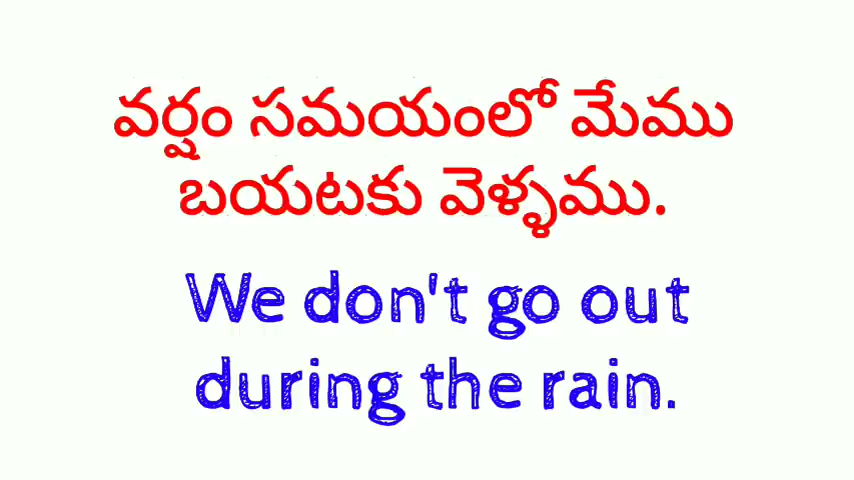 వర్షం సమయంలో మేము
బయటకు వెళ్ళము.
We don't go out
during the rain.